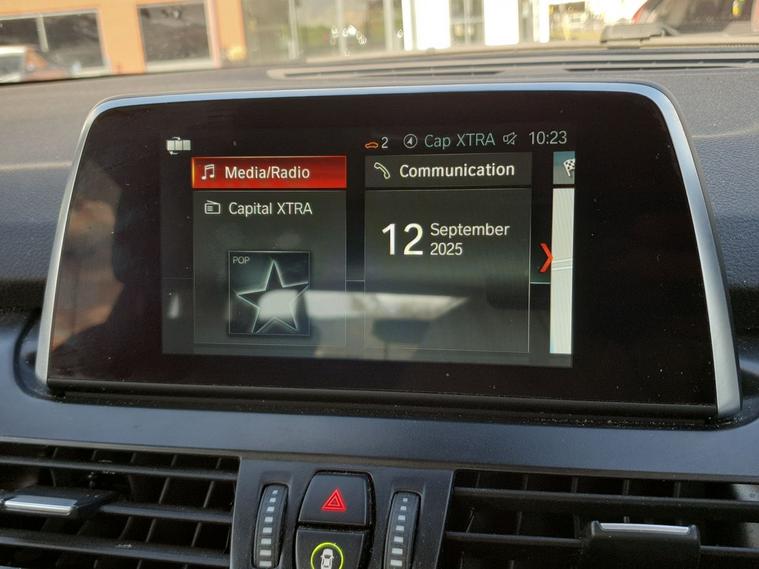 2 Cap XTRA 10:23
Media/Radio
Communication
Capital XTRA
12 September
2025
POP